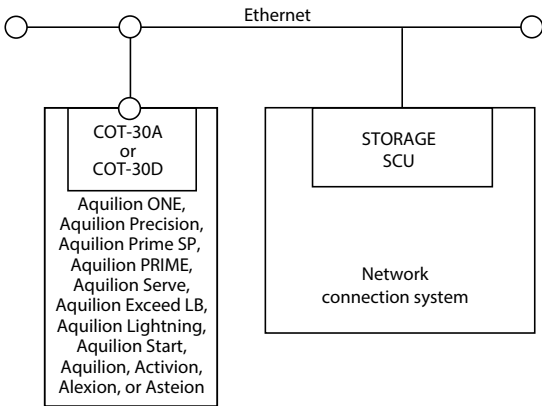 Ethernet
COT-30A
or
COT-30D
Aquilion ONE,
Aquilion Precision,
Aquilion Prime SP,
Aquilion PRIME,
Aquilion Serve,
Aquilion Exceed LB,
Aquilion Lightning,
Aquilion Start,
Aquilion, Activion,
Alexion, or Asteion
STORAGE
SCU
Network
connection system